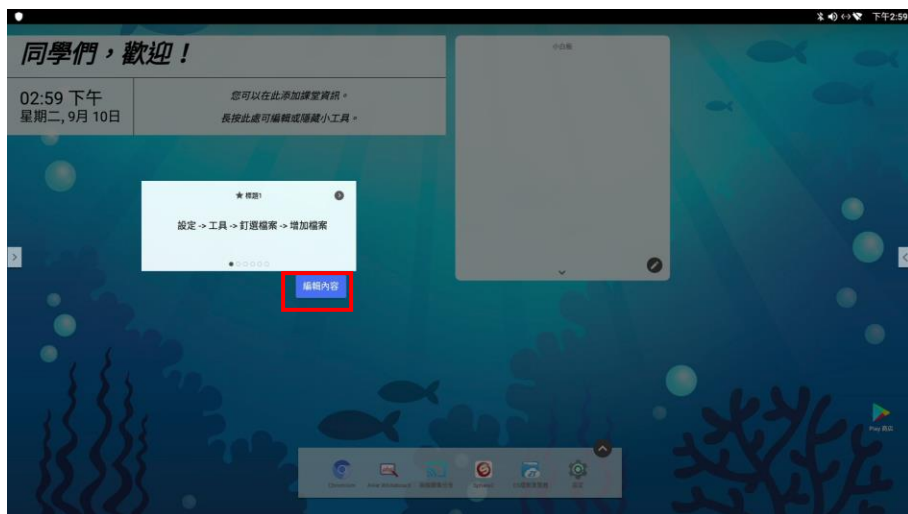 下午2:59
同學們，歡迎！
小白板
02:59 下午
星期二, 9月 10日
您可以在此添加課堂資訊。
長按此處可編輯或隱藏小工具。
★ 標題1
設定 -> 工具 -> 釘選檔案 -> 增加檔案
編輯內容
Play 商店
Chromium
設定